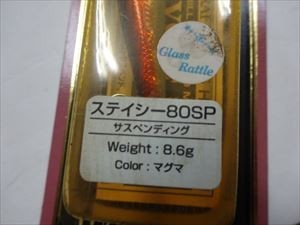 Glass
Rattle
ステイシー80SP
サスペンディング
Weight : 8.6g
Color : マグマ